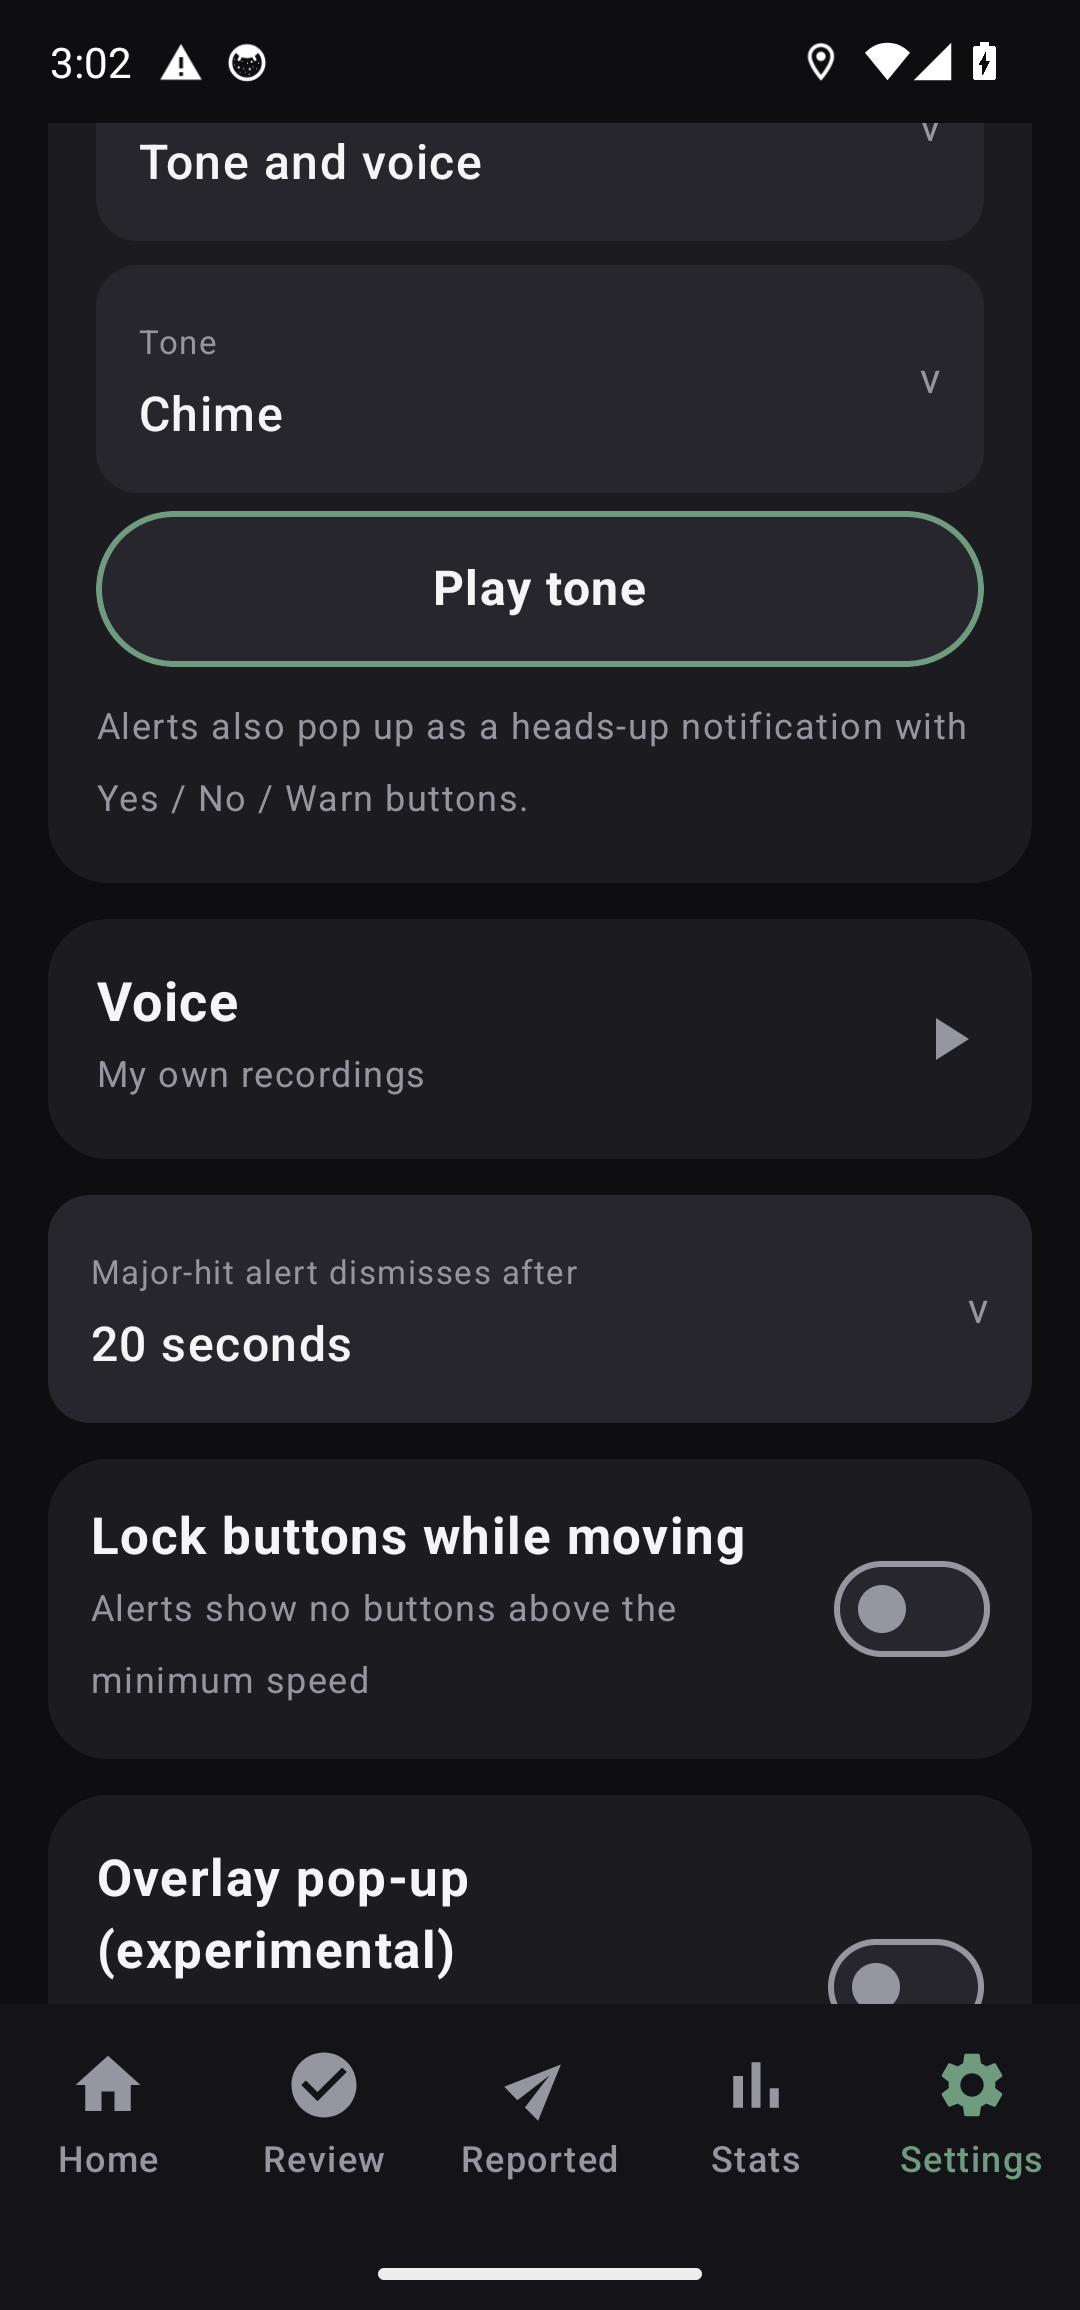 3:02
Tone and voice
v
Tone
Chime
v
Play tone
Alerts also pop up as a heads-up notification with
Yes / No / Warn buttons.
Voice
My own recordings
Major-hit alert dismisses after
20 seconds
v
Lock buttons while moving
Alerts show no buttons above the
minimum speed
Overlay pop-up
(experimental)
Home
Review
Reported
Stats
Settings